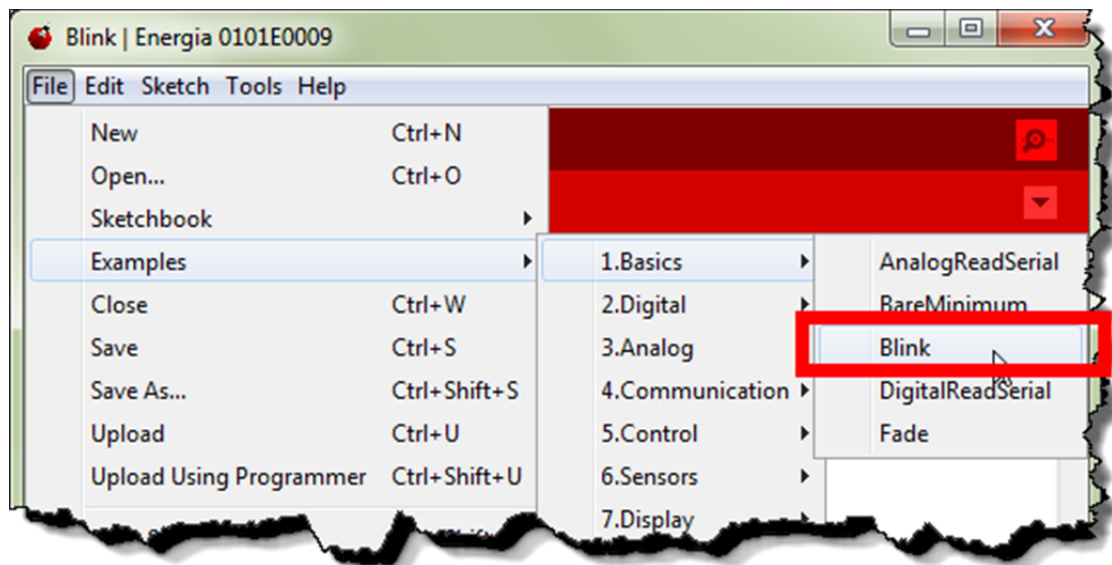 Blink | Energia 0101E0009
File Edit Sketch Tools Help
New Ctrl+N
Open... Ctrl+O
Sketchbook
Examples 1.Basics AnalogReadSerial
Close Ctrl+W 2.Digital BareMinimum
Save Ctrl+S 3.Analog Blink
Save As... Ctrl+Shift+S 4.Communication DigitalReadSerial
Upload Ctrl+U 5.Control Fade
Upload Using Programmer Ctrl+Shift+U 6.Sensors
7.Display